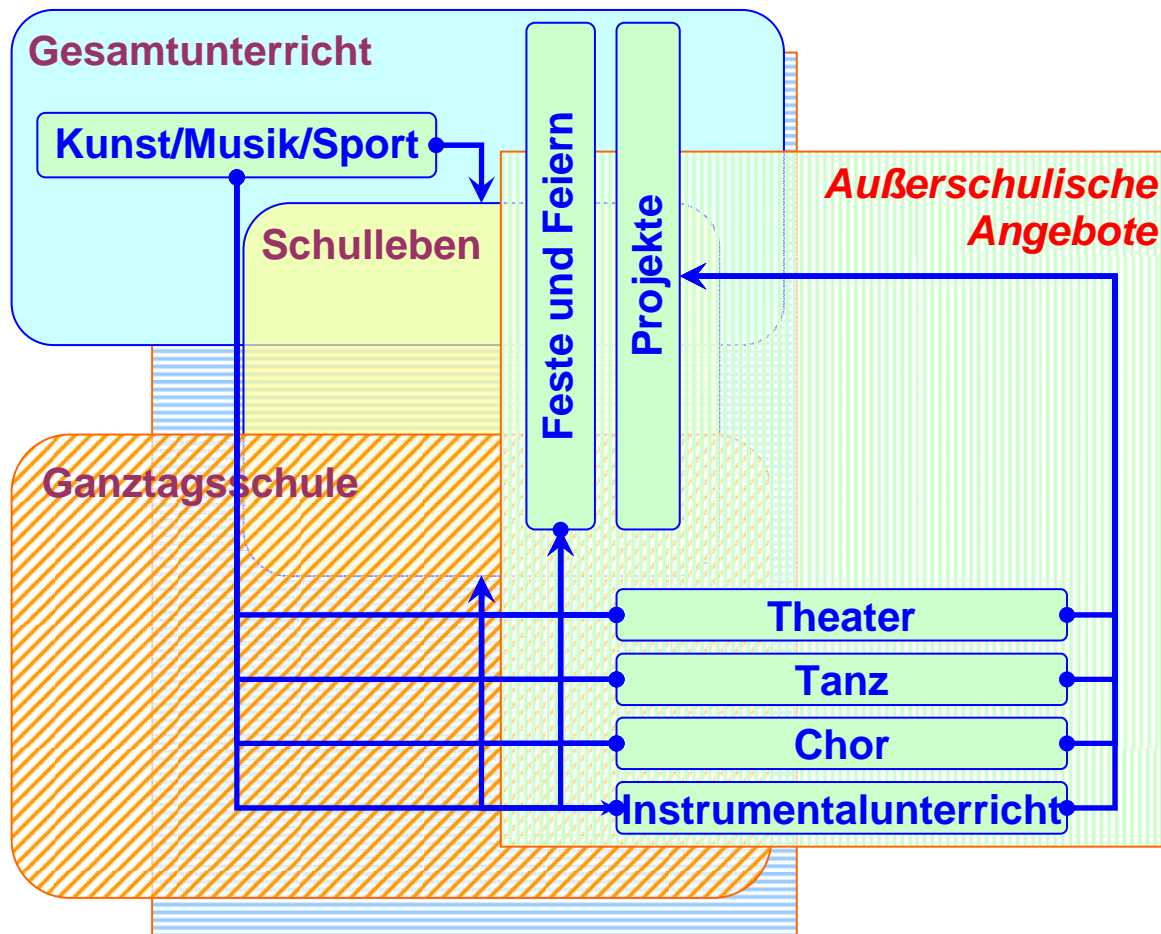 Gesamtunterricht
Kunst/Musik/Sport
Feste und Feiern
Projekte
Außerschulische
Angebote
Schulleben
Ganztagsschule
Theater
Tanz
Chor
Instrumentalunterricht